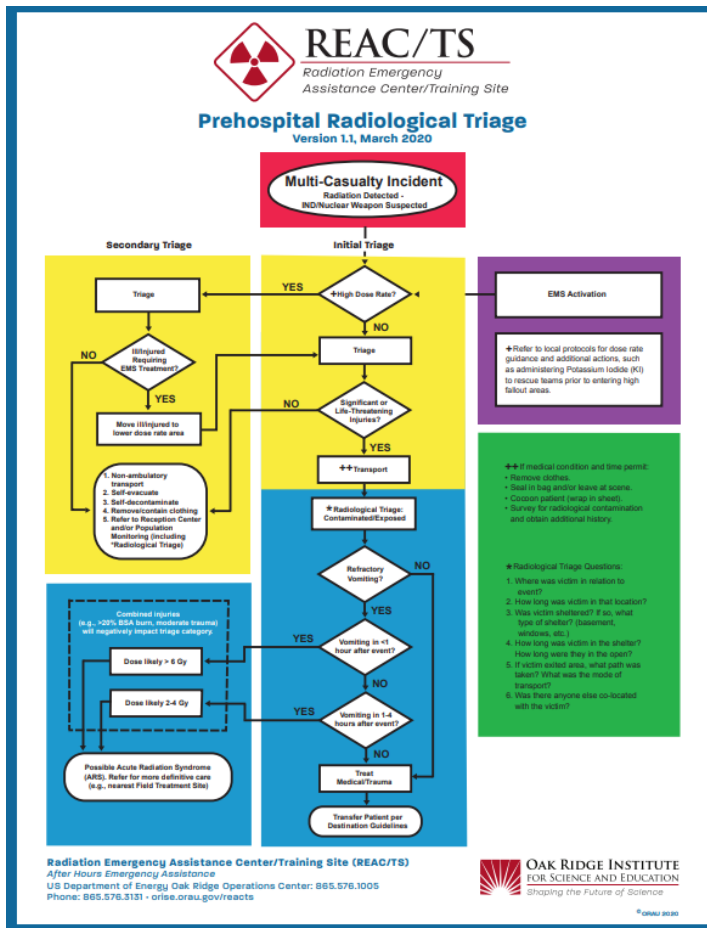 REAC/TS
Radiation Emergency
Assistance Center/Training Site
Prehospital Radiological Triage
Version 1.1, March 2020
Multi-Casualty Incident
Radiation Detected -
IND/Nuclear Weapon Suspected
Secondary Triage
Initial Triage
Triage
YES
+High Dose Rate?
EMS Activation
NO
Triage
+Refer to local protocols for dose rate
guidance and additional actions, such
as administering Potassium Iodide (KI)
to rescue teams prior to entering high
fallout areas.
NO
Ill/Injured
Requiring
EMS Treatment?
YES
Move ill/injured to
lower dose rate area
NO
Significant or
Life-Threatening
Injuries?
YES
++Transport
1. Non-ambulatory
transport
2. Self-evacuate
3. Self-decontaminate
4. Remove/contain clothing
5. Refer to Reception Center
and/or Population
Monitoring (including
*Radiological Triage)
++If medical condition and time permit:
• Remove clothes.
• Seal in bag and/or leave at scene.
• Cocoon patient (wrap in sheet).
• Survey for radiological contamination
and obtain additional history.
★Radiological Triage Questions:
1. Where was victim in relation to
event?
2. How long was victim in that location?
3. Was victim sheltered? If so, what
type of shelter? (basement,
windows, etc.)
4. How long was victim in the shelter?
How long were they in the open?
5. If victim exited area, what path was
taken? What was the mode of
transport?
6. Was there anyone else co-located
with the victim?
★Radiological Triage:
Contaminated/Exposed
Refractory
Vomiting?
NO
YES
Combined injuries
(e.g., >20% BSA burn, moderate trauma)
will negatively impact triage category.
Dose likely > 6 Gy
YES
Vomiting in <1
hour after event?
NO
Dose likely 2-4 Gy
YES
Vomiting in 1-4
hours after event?
NO
Possible Acute Radiation Syndrome
(ARS). Refer for more definitive care
(e.g., nearest Field Treatment Site)
Treat
Medical/Trauma
Transfer Patient per
Destination Guidelines
Radiation Emergency Assistance Center/Training Site (REAC/TS)
After Hours Emergency Assistance
US Department of Energy Oak Ridge Operations Center: 865.576.1005
Phone: 865.576.3131 • orise.orau.gov/reacts
OAK RIDGE INSTITUTE
FOR SCIENCE AND EDUCATION
Shaping the Future of Science
© ORAU 2020